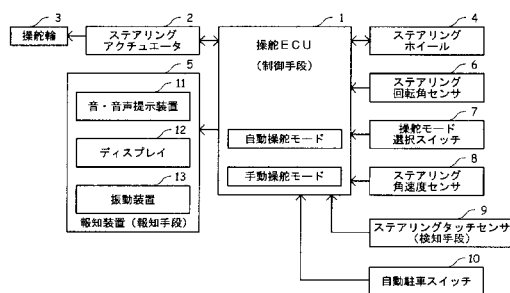 3
操舵輪
2
ステアリング
アクチュエータ
1
操舵ECU
(制御手段)
自動操舵モード
手動操舵モード
4
ステアリング
ホイール
5
11
音・音声提示装置
12
ディスプレイ
13
振動装置
報知装置(報知手段)
6
ステアリング
回転角センサ
7
操舵モード
選択スイッチ
8
ステアリング
角速度センサ
9
ステアリングタッチセンサ
(検知手段)
10
自動駐車スイッチ